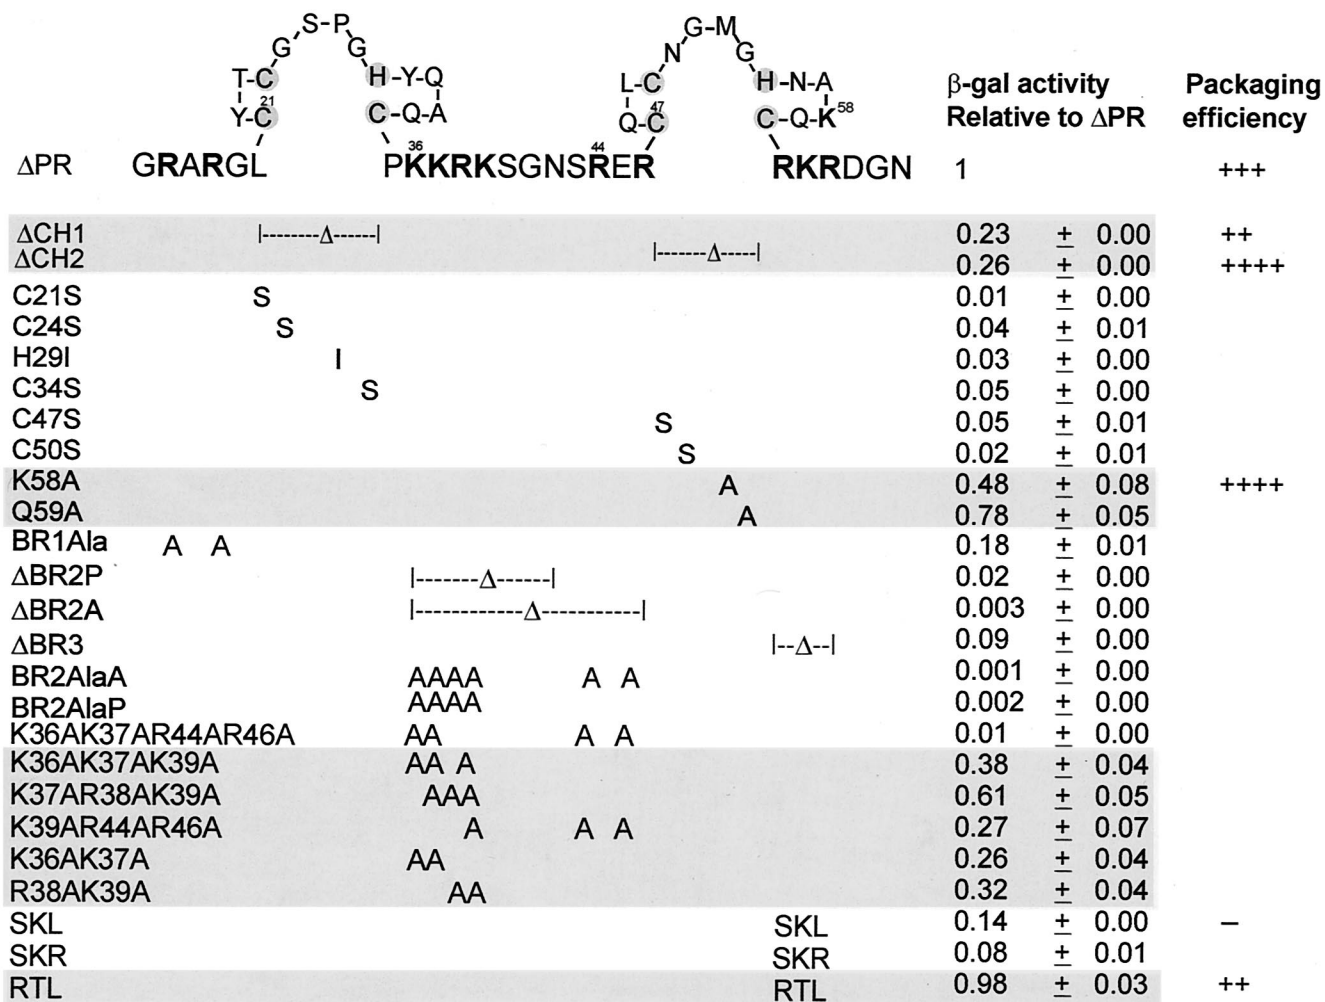 S-P
G G
T-C H-Y-Q
Y-C 21 C-Q-A
G-M
N G
L-C H-N-A
Q-C 47 C-Q-K 58
β-gal activity Packaging
Relative to ΔPR efficiency
36 44
ΔPR GRARGL PKKRKSGNSRER RKRDGN 1 +++
ΔCH1 |--------Δ------| 0.23 ± 0.00 ++
ΔCH2 |-------Δ-----| 0.26 ± 0.00 ++++
C21S S 0.01 ± 0.00
C24S S 0.04 ± 0.01
H29I I 0.03 ± 0.00
C34S S 0.05 ± 0.00
C47S S 0.05 ± 0.01
C50S S 0.02 ± 0.01
K58A A 0.48 ± 0.08 ++++
Q59A A 0.78 ± 0.05
BR1Ala A A 0.18 ± 0.01
ΔBR2P |-------Δ------| 0.02 ± 0.00
ΔBR2A |-----------Δ-----------| 0.003 ± 0.00
ΔBR3 |--Δ--| 0.09 ± 0.00
BR2AlaA AAAA A A 0.001 ± 0.00
BR2AlaP AAAA 0.002 ± 0.00
K36AK37AR44AR46A AA A A 0.01 ± 0.00
K36AK37AK39A AA A 0.38 ± 0.04
K37AR38AK39A AAA 0.61 ± 0.05
K39AR44AR46A A A A 0.27 ± 0.07
K36AK37A AA 0.26 ± 0.04
R38AK39A AA 0.32 ± 0.04
SKL SKL 0.14 ± 0.00 –
SKR SKR 0.08 ± 0.01
RTL RTL 0.98 ± 0.03 ++